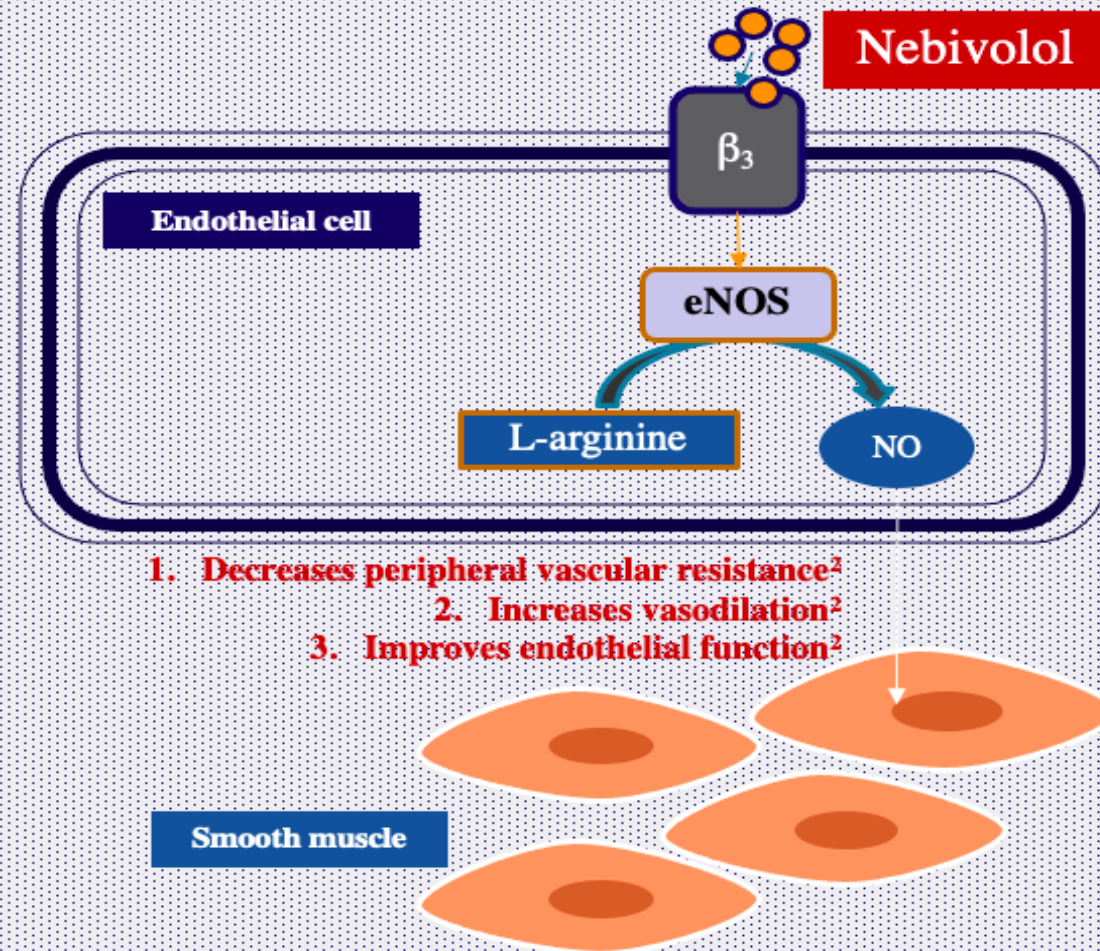 Nebivolol
β₃
Endothelial cell
eNOS
L-arginine
NO
1. Decreases peripheral vascular resistance²
2. Increases vasodilation²
3. Improves endothelial function²
Smooth muscle